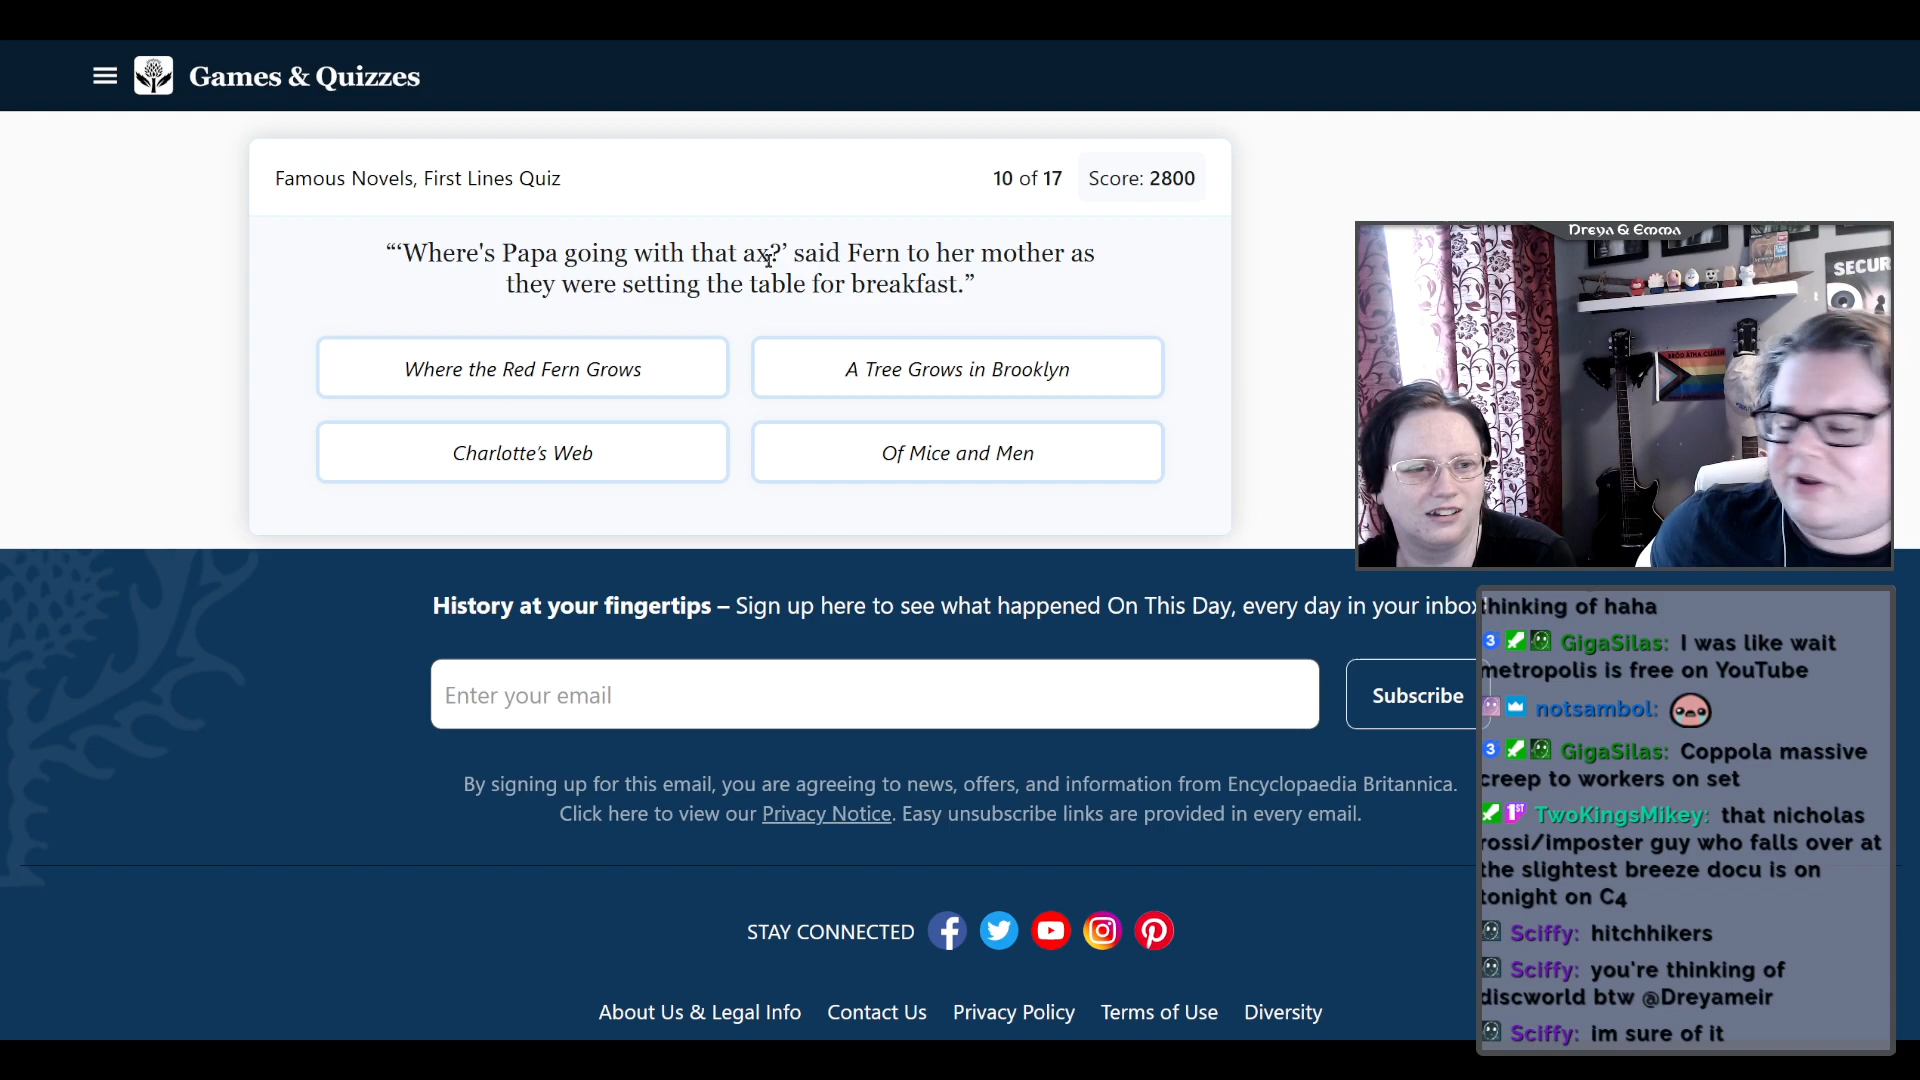 Games & Quizzes
Famous Novels, First Lines Quiz
10 of 17
Score: 2800
“‘Where's Papa going with that ax?’ said Fern to her mother as
they were setting the table for breakfast.”
Where the Red Fern Grows
A Tree Grows in Brooklyn
Charlotte’s Web
Of Mice and Men
Dreya & Emma
SECUR
BRÓD ÁTHA CLIATH
History at your fingertips – Sign up here to see what happened On This Day, every day in your inbox
Enter your email
Subscribe
By signing up for this email, you are agreeing to news, offers, and information from Encyclopaedia Britannica.
Click here to view our Privacy Notice. Easy unsubscribe links are provided in every email.
STAY CONNECTED
About Us & Legal Info
Contact Us
Privacy Policy
Terms of Use
Diversity
thinking of haha
3 GigaSilas: I was like wait
metropolis is free on YouTube
notsambol:
3 GigaSilas: Coppola massive
creep to workers on set
1ST TwoKingsMikey: that nicholas
rossi/imposter guy who falls over at
the slightest breeze docu is on
tonight on C4
Sciffy: hitchhikers
Sciffy: you're thinking of
discworld btw @Dreyameir
Sciffy: im sure of it